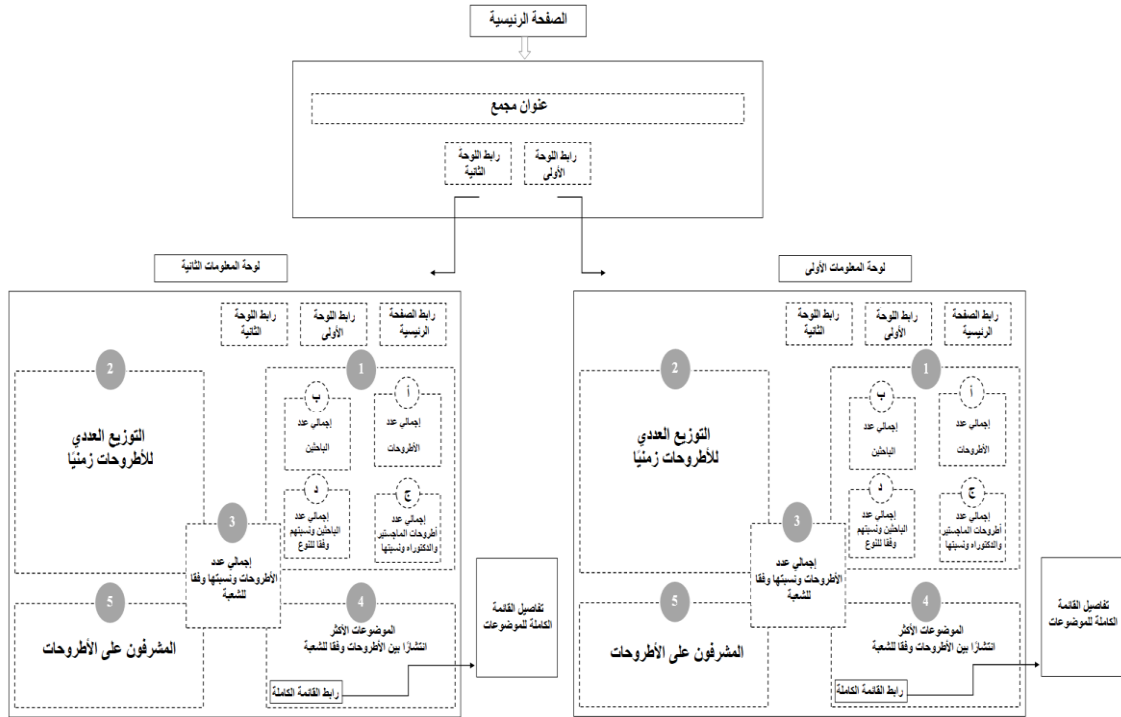 الصفحة الرئيسية
عنوان مجمع
رابط اللوحة
الأولى
رابط اللوحة
الثانية
لوحة المعلومات الأولى
رابط الصفحة
الرئيسية
رابط اللوحة
الأولى
رابط اللوحة
الثانية
1
أ
إجمالي عدد
الأطروحات
ب
إجمالي عدد
الباحثين
ج
إجمالي عدد
أطروحات الماجستير
والدكتوراه ونسبتها
د
إجمالي عدد
الباحثين ونسبتهم
وفقا للنوع
2
التوزيع العددي
للأطروحات زمنيًا
3
إجمالي عدد
الأطروحات ونسبتها وفقا
للشعبة
4
الموضوعات الأكثر
انتشارًا بين الأطروحات وفقا للشعبة
رابط القائمة الكاملة
5
المشرفون على الأطروحات
تفاصيل القائمة
الكاملة للموضوعات
لوحة المعلومات الثانية
رابط الصفحة
الرئيسية
رابط اللوحة
الأولى
رابط اللوحة
الثانية
1
أ
إجمالي عدد
الأطروحات
ب
إجمالي عدد
الباحثين
ج
إجمالي عدد
أطروحات الماجستير
والدكتوراه ونسبتها
د
إجمالي عدد
الباحثين ونسبتهم
وفقا للنوع
2
التوزيع العددي
للأطروحات زمنيًا
3
إجمالي عدد
الأطروحات ونسبتها وفقا
للشعبة
4
الموضوعات الأكثر
انتشارًا بين الأطروحات وفقا للشعبة
رابط القائمة الكاملة
5
المشرفون على الأطروحات
تفاصيل القائمة
الكاملة للموضوعات